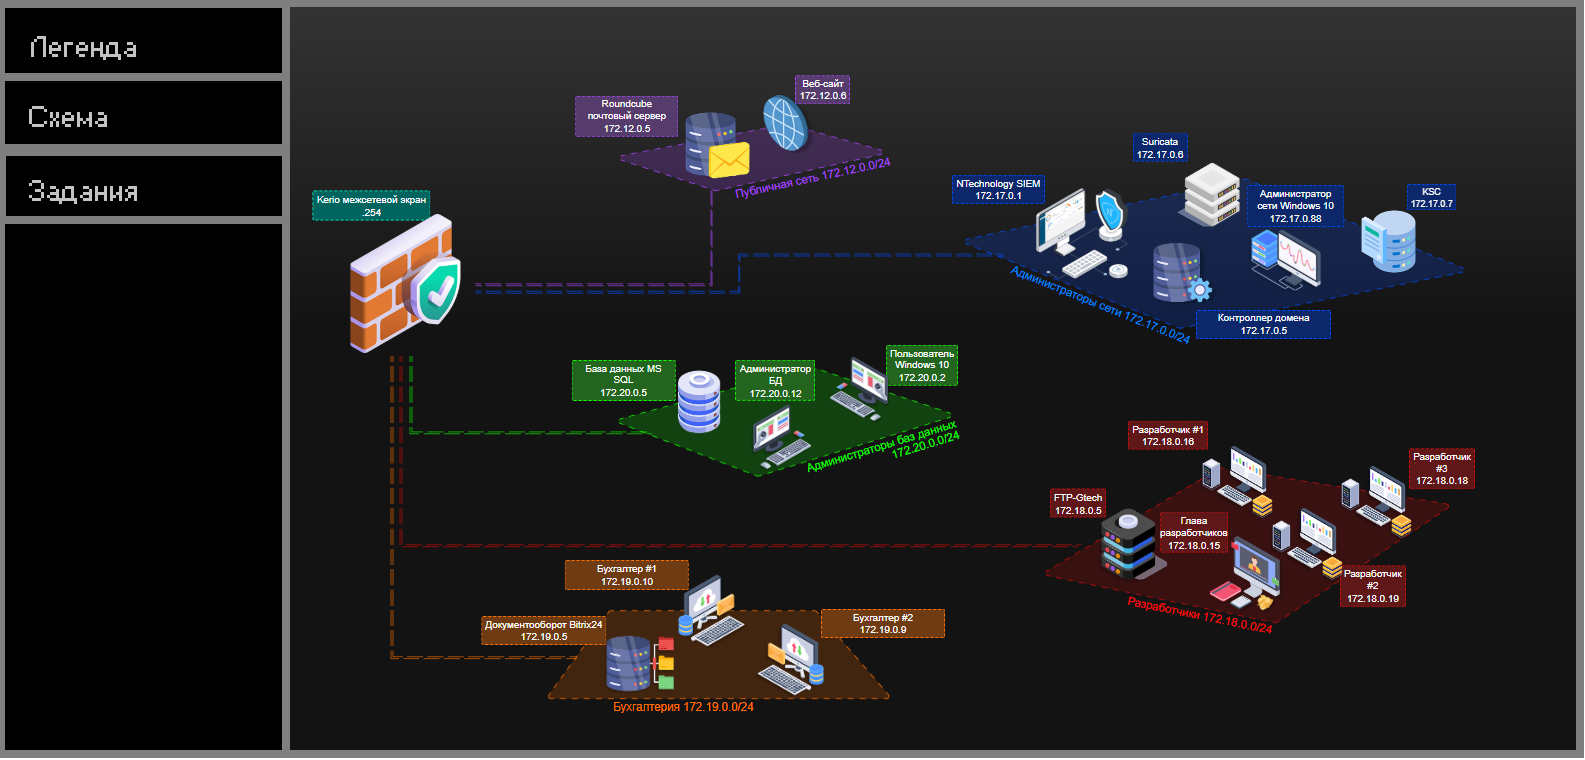 Легенда
Схема
Задания
Kerio межсетевой экран
.254
Roundcube
почтовый сервер
172.12.0.5
Веб-сайт
172.12.0.6
Публичная сеть 172.12.0.0/24
Suricata
172.17.0.6
NTechnology SIEM
172.17.0.1
Администратор
сети Windows 10
172.17.0.88
KSC
172.17.0.7
Контроллер домена
172.17.0.5
Администраторы сети 172.17.0.0/24
База данных MS
SQL
172.20.0.5
Администратор
БД
172.20.0.12
Пользователь
Windows 10
172.20.0.2
Администраторы баз данных
172.20.0.0/24
Разработчик #1
172.18.0.16
Разработчик
#3
172.18.0.18
FTP-Gtech
172.18.0.5
Глава
разработчиков
172.18.0.15
Разработчик
#2
172.18.0.19
Разработчики 172.18.0.0/24
Бухгалтер #1
172.19.0.10
Документооборот Bitrix24
172.19.0.5
Бухгалтер #2
172.19.0.9
Бухгалтерия 172.19.0.0/24